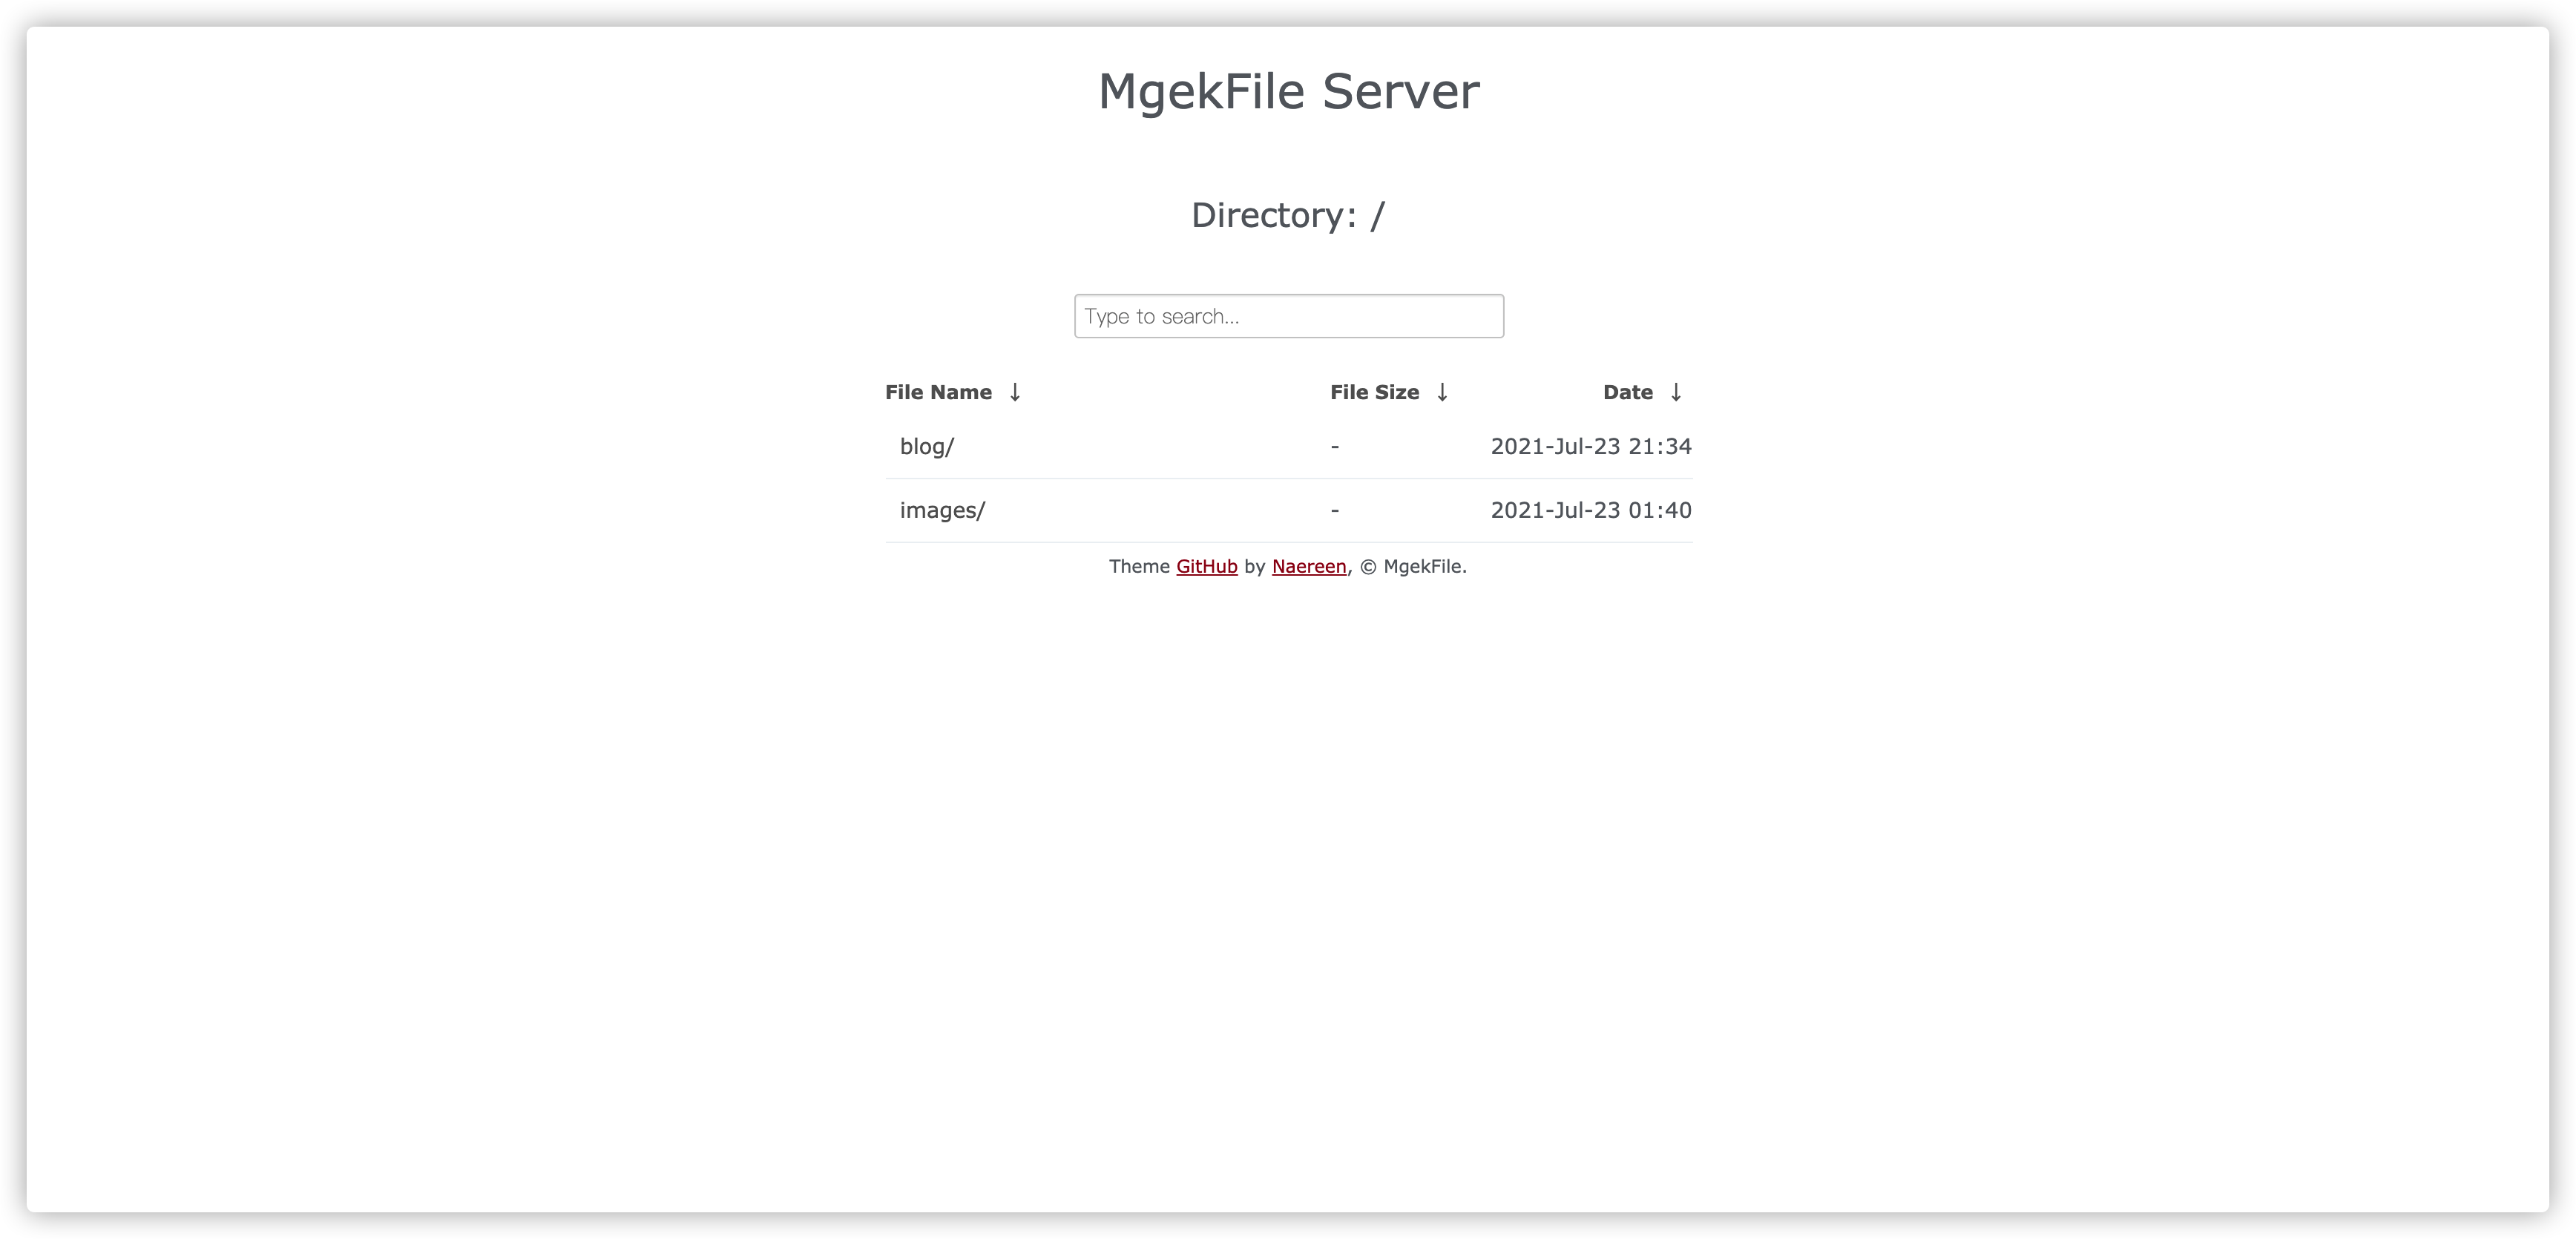 MgekFile Server
Directory: /
Type to search...
File Name ↓ File Size ↓ Date ↓
blog/ - 2021-Jul-23 21:34
images/ - 2021-Jul-23 01:40
Theme GitHub by Naereen, © MgekFile.